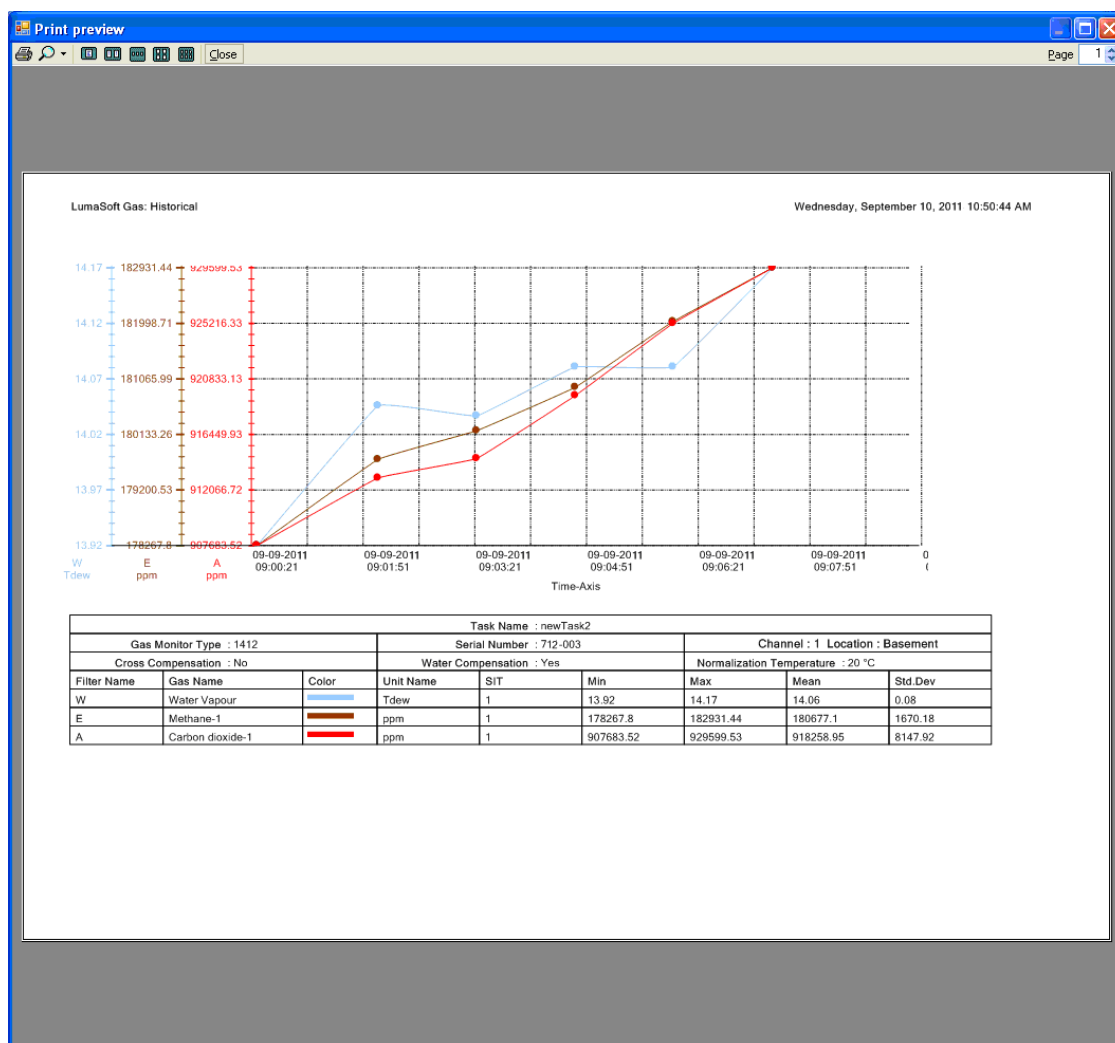 Print preview
Close Page 1
LumaSoft Gas: Historical Wednesday, September 10, 2011 10:50:44 AM
14.17 182931.44 929599.53
14.12 181998.71 925216.33
14.07 181065.99 920833.13
14.02 180133.26 916449.93
13.97 179200.53 912066.72
13.92 178267.8 907683.52
W E A
Tdew ppm ppm
09-09-2011 09-09-2011 09-09-2011 09-09-2011 09-09-2011 09-09-2011 0
09:00:21 09:01:51 09:03:21 09:04:51 09:06:21 09:07:51
Time-Axis
Task Name : newTask2
Gas Monitor Type : 1412 Serial Number : 712-003 Channel : 1 Location : Basement
Cross Compensation : No Water Compensation : Yes Normalization Temperature : 20 °C
Filter Name Gas Name Color Unit Name SIT Min Max Mean Std.Dev
W Water Vapour Tdew 1 13.92 14.17 14.06 0.08
E Methane-1 ppm 1 178267.8 182931.44 180677.1 1670.18
A Carbon dioxide-1 ppm 1 907683.52 929599.53 918258.95 8147.92